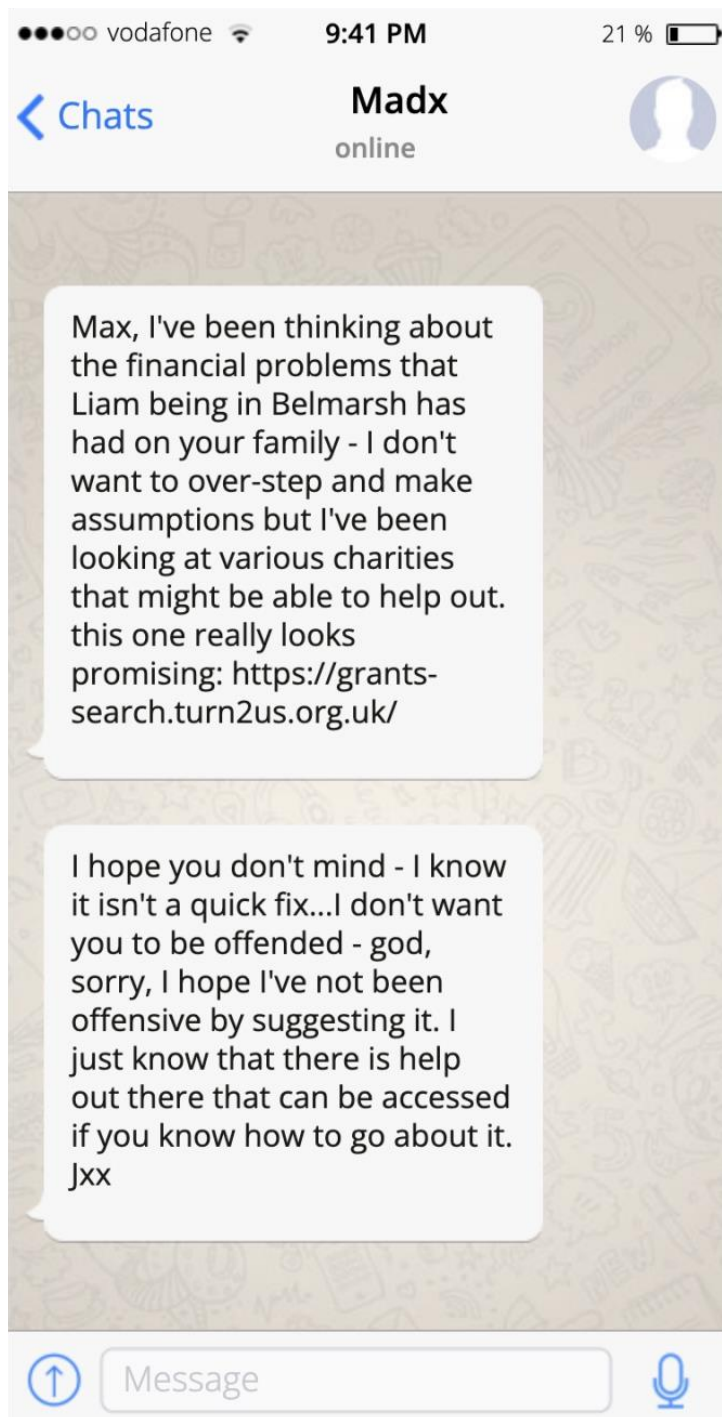 vodafone 9:41 PM 21 %
Chats Madx
online
Max, I've been thinking about
the financial problems that
Liam being in Belmarsh has
had on your family - I don't
want to over-step and make
assumptions but I've been
looking at various charities
that might be able to help out.
this one really looks
promising: https://grants-
search.turn2us.org.uk/
I hope you don't mind - I know
it isn't a quick fix...I don't want
you to be offended - god,
sorry, I hope I've not been
offensive by suggesting it. I
just know that there is help
out there that can be accessed
if you know how to go about it.
Jxx
Message